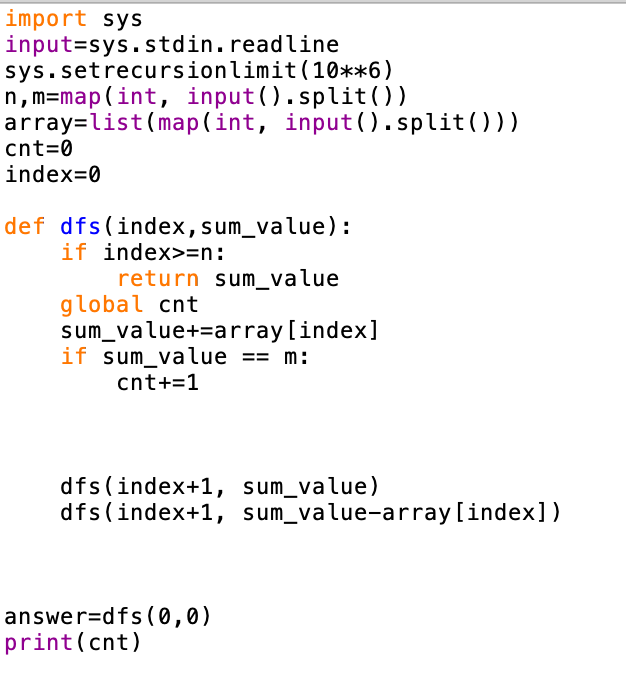 import sys
input=sys.stdin.readline
sys.setrecursionlimit(10**6)
n,m=map(int, input().split())
array=list(map(int, input().split()))
cnt=0
index=0
def dfs(index,sum_value):
    if index>=n:
        return sum_value
    global cnt
    sum_value+=array[index]
    if sum_value == m:
        cnt+=1
    dfs(index+1, sum_value)
    dfs(index+1, sum_value-array[index])
answer=dfs(0,0)
print(cnt)